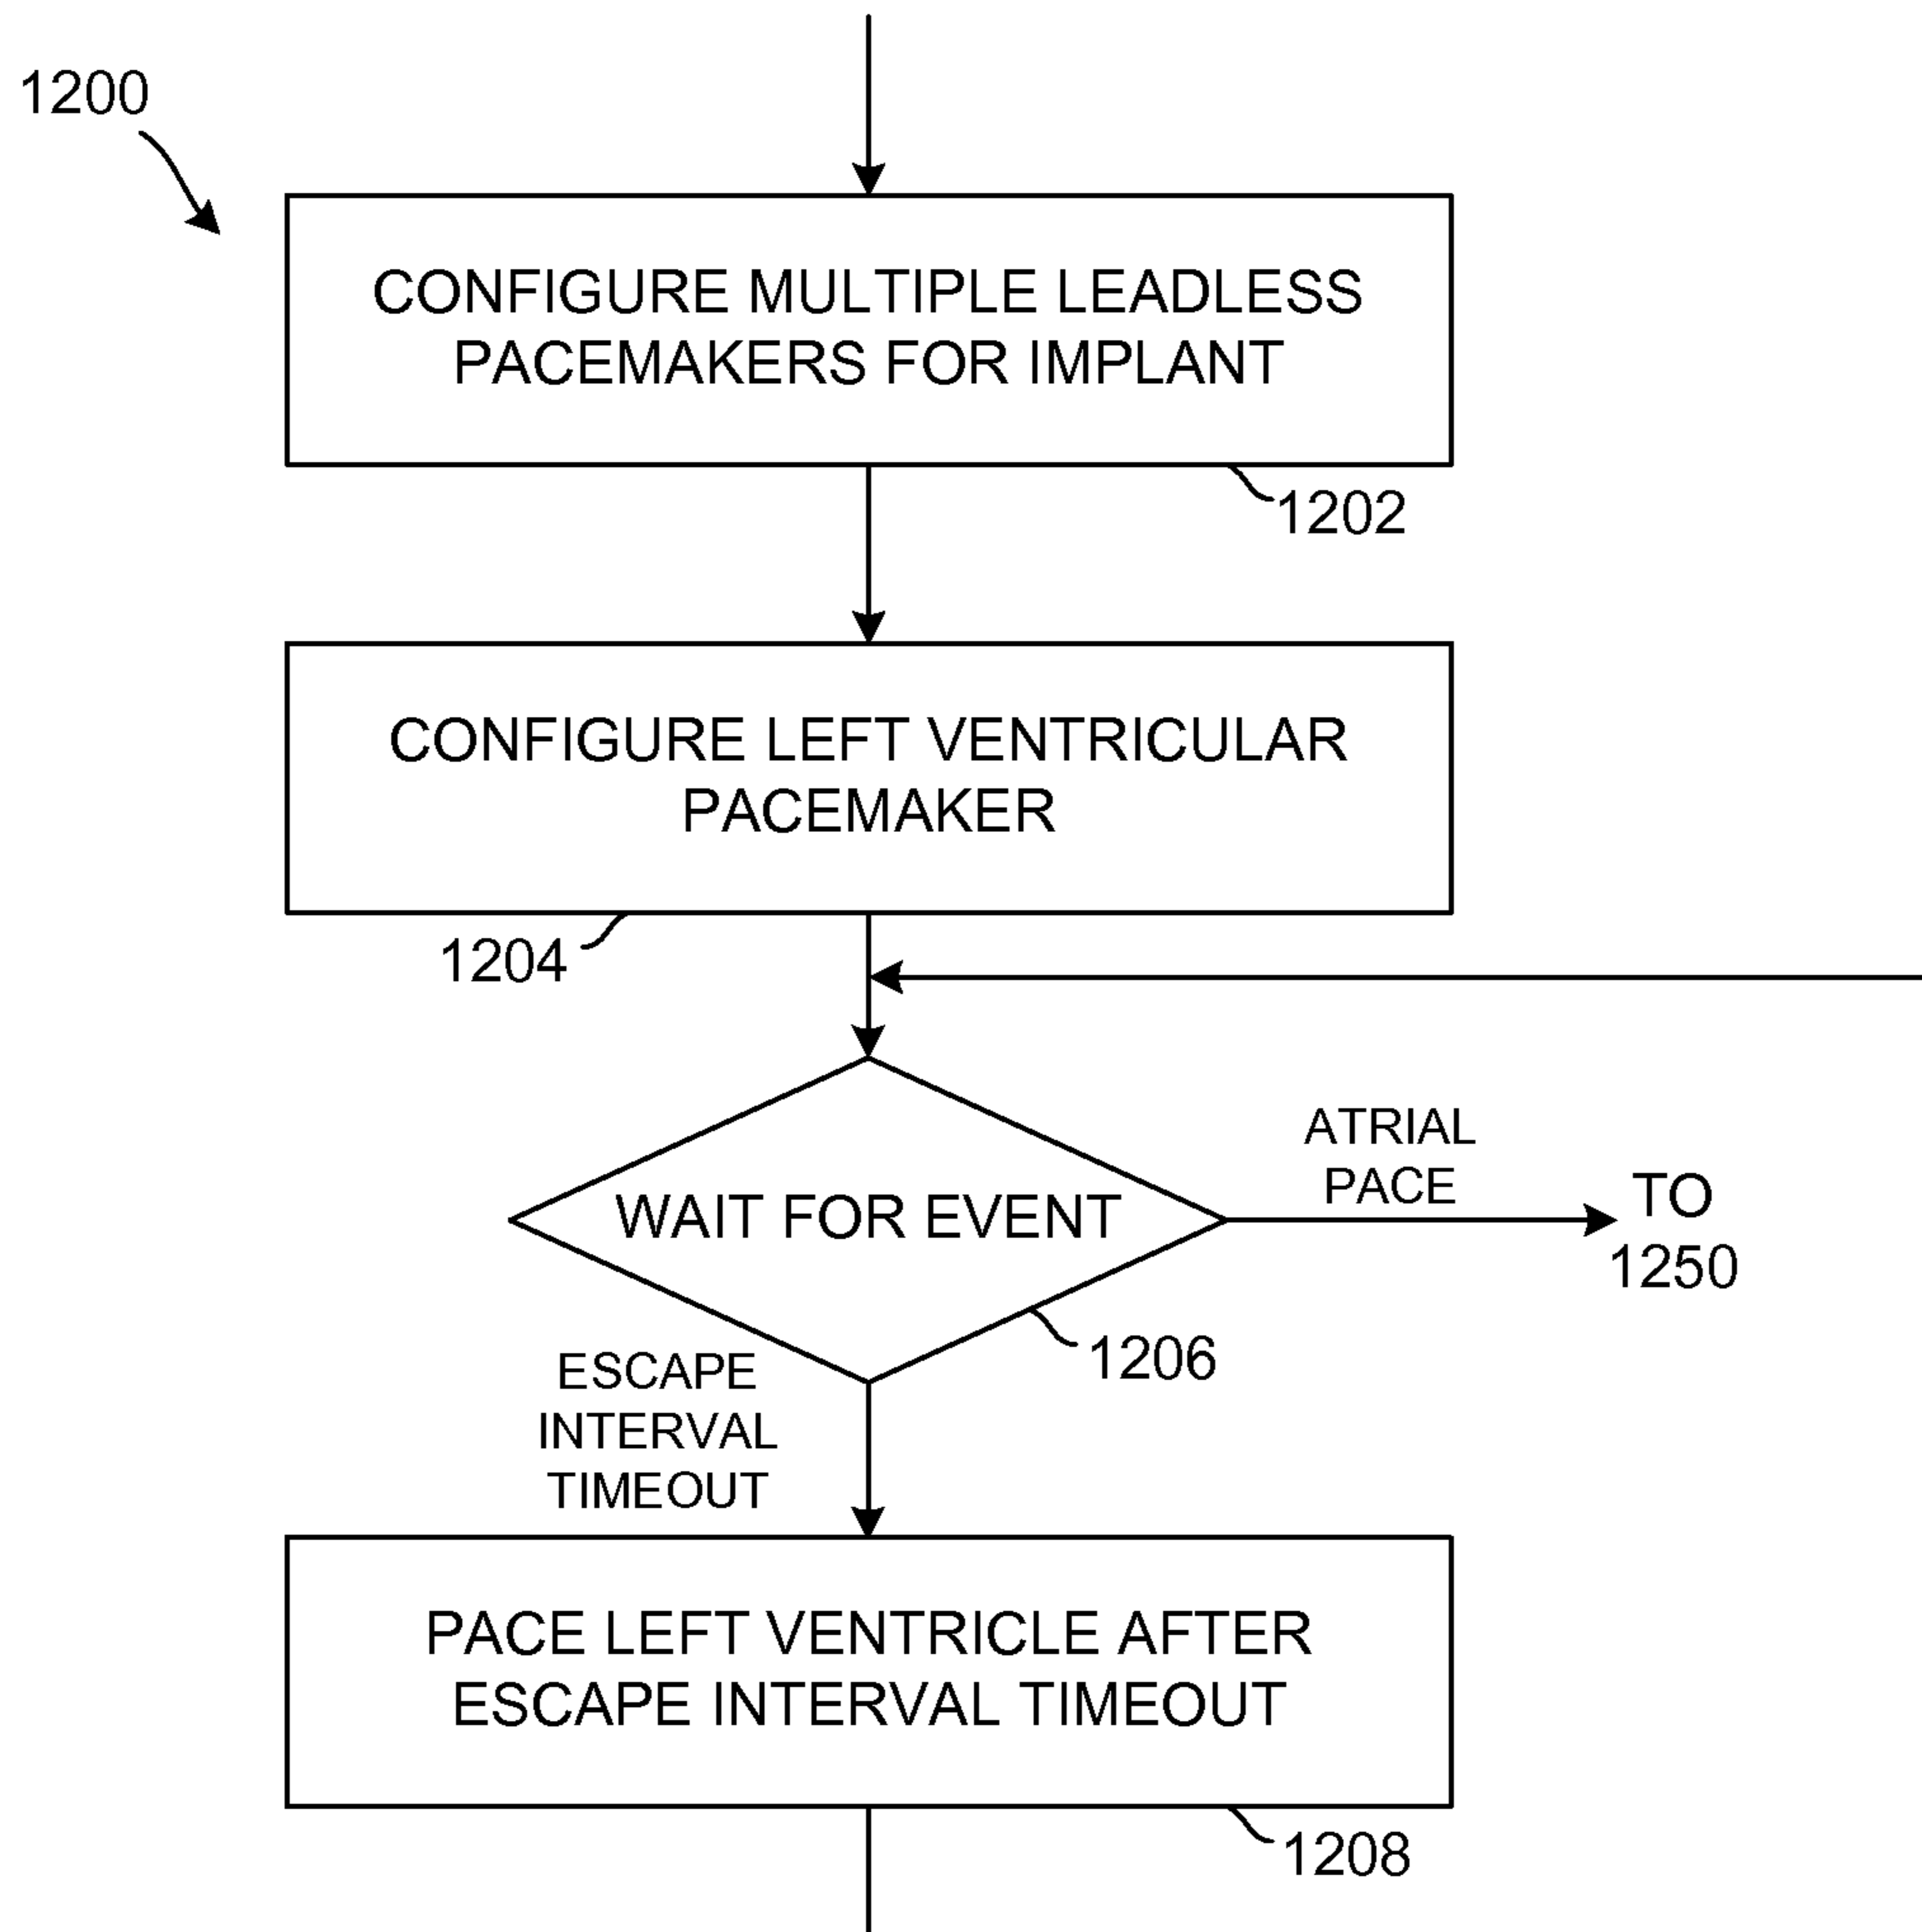 1200
CONFIGURE MULTIPLE LEADLESS
PACEMAKERS FOR IMPLANT
1202
CONFIGURE LEFT VENTRICULAR
PACEMAKER
1204
WAIT FOR EVENT
ATRIAL
PACE
TO
1250
1206
ESCAPE
INTERVAL
TIMEOUT
PACE LEFT VENTRICLE AFTER
ESCAPE INTERVAL TIMEOUT
1208